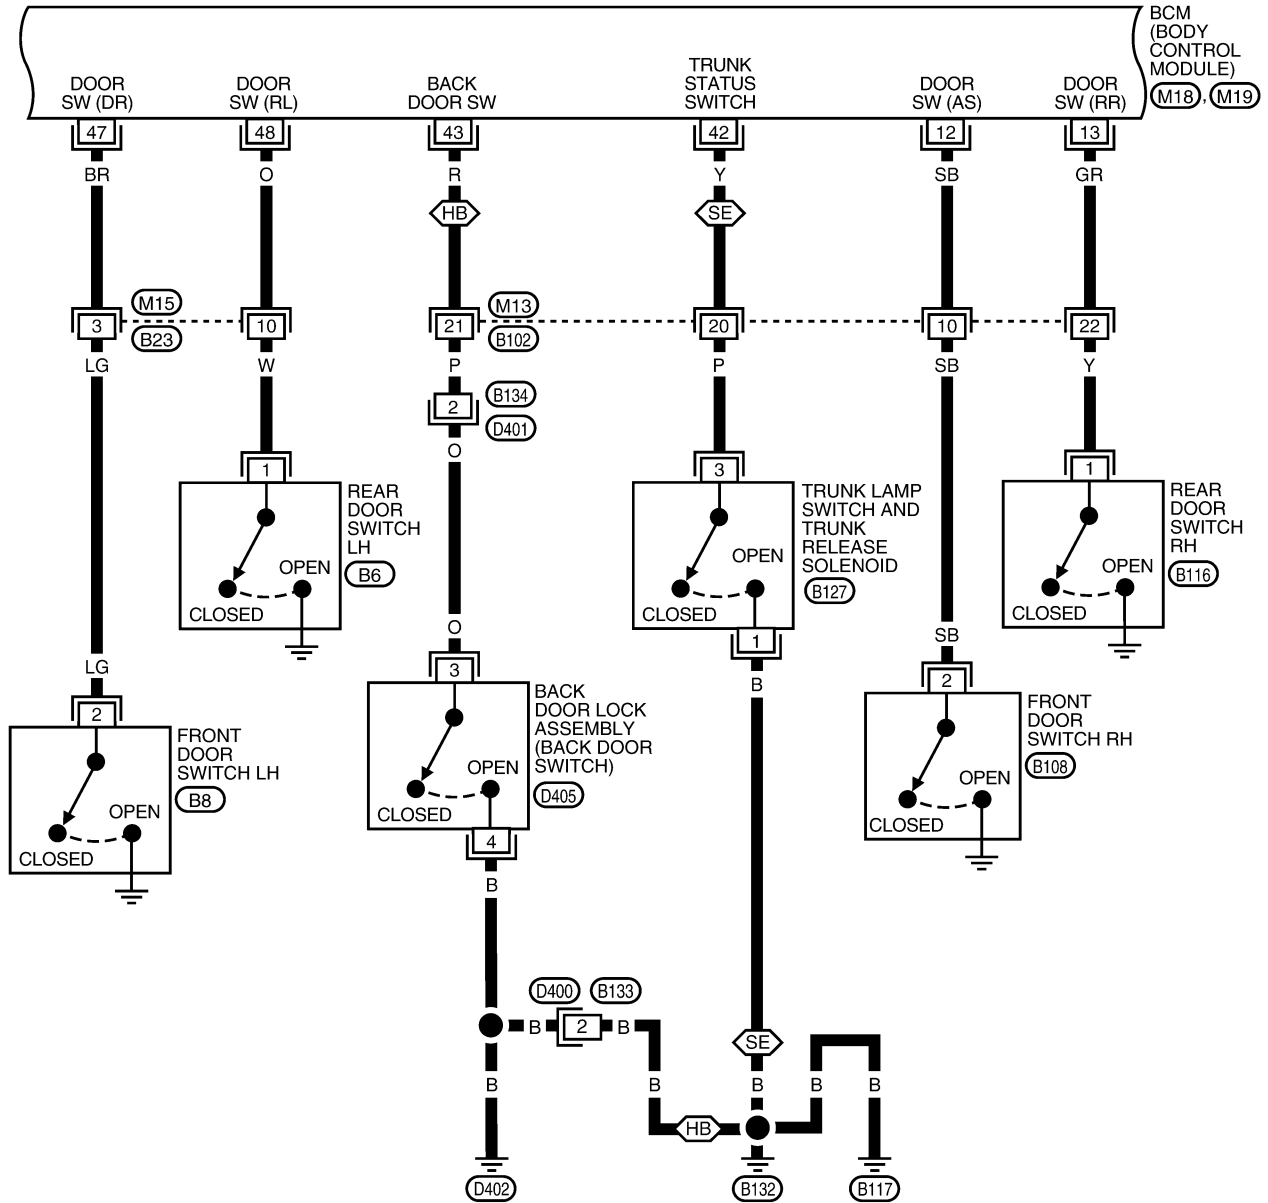 BCM
(BODY
CONTROL
MODULE)
M18 , M19
DOOR
SW (DR)
DOOR
SW (RL)
BACK
DOOR SW
TRUNK
STATUS
SWITCH
DOOR
SW (AS)
DOOR
SW (RR)
47
48
43
42
12
13
BR
O
R
Y
SB
GR
HB
SE
M15
M13
3
10
21
20
10
22
B23
B102
LG
W
P
P
SB
Y
B134
2
D401
O
1
3
1
REAR
DOOR
SWITCH
LH
B6
OPEN
CLOSED
TRUNK LAMP
SWITCH AND
TRUNK
RELEASE
SOLENOID
B127
OPEN
CLOSED
REAR
DOOR
SWITCH
RH
B116
OPEN
CLOSED
O
1
SB
LG
3
B
2
2
BACK
DOOR LOCK
ASSEMBLY
(BACK DOOR
SWITCH)
D405
OPEN
CLOSED
FRONT
DOOR
SWITCH RH
B108
OPEN
CLOSED
FRONT
DOOR
SWITCH LH
B8
OPEN
CLOSED
4
B
D400
B133
B
2
B
SE
B
B
B
B
B
HB
D402
B132
B117